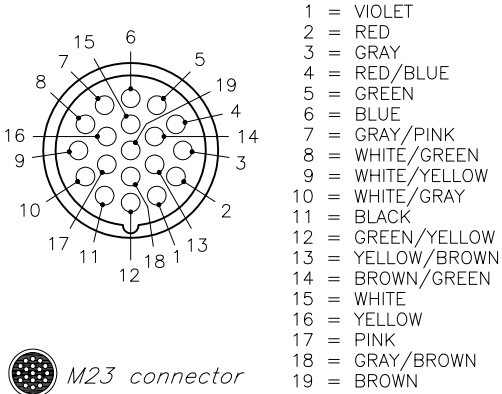 6
15
5
7
19
8
4
16
14
9
3
10
2
17
13
11
18
1
12
1 = VIOLET
2 = RED
3 = GRAY
4 = RED/BLUE
5 = GREEN
6 = BLUE
7 = GRAY/PINK
8 = WHITE/GREEN
9 = WHITE/YELLOW
10 = WHITE/GRAY
11 = BLACK
12 = GREEN/YELLOW
13 = YELLOW/BROWN
14 = BROWN/GREEN
15 = WHITE
16 = YELLOW
17 = PINK
18 = GRAY/BROWN
19 = BROWN
M23 connector